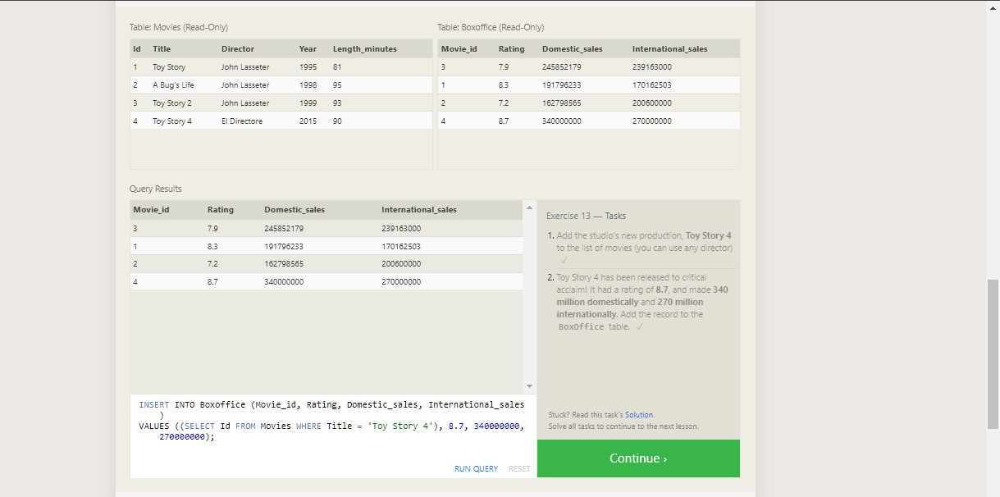 Table: Movies (Read-Only)
Id Title Director Year Length_minutes
1 Toy Story John Lasseter 1995 81
2 A Bug's Life John Lasseter 1998 95
3 Toy Story 2 John Lasseter 1999 93
4 Toy Story 4 El Directore 2015 90
Table: Boxoffice (Read-Only)
Movie_id Rating Domestic_sales International_sales
3 7.9 245852179 239163000
1 8.3 191796233 170162503
2 7.2 162798565 200600000
4 8.7 340000000 270000000
Query Results
Movie_id Rating Domestic_sales International_sales
3 7.9 245852179 239163000
1 8.3 191796233 170162503
2 7.2 162798565 200600000
4 8.7 340000000 270000000
INSERT INTO Boxoffice (Movie_id, Rating, Domestic_sales, International_sales
)
VALUES ((SELECT Id FROM Movies WHERE Title = 'Toy Story 4'), 8.7, 340000000,
270000000);
RUN QUERY RESET
Exercise 13 — Tasks
1. Add the studio's new production, Toy Story 4
to the list of movies (you can use any director)
✓
2. Toy Story 4 has been released to critical
acclaim! It had a rating of 8.7, and made 340
million domestically and 270 million
internationally. Add the record to the
BoxOffice table. ✓
Stuck? Read this task's Solution.
Solve all tasks to continue to the next lesson.
Continue ›